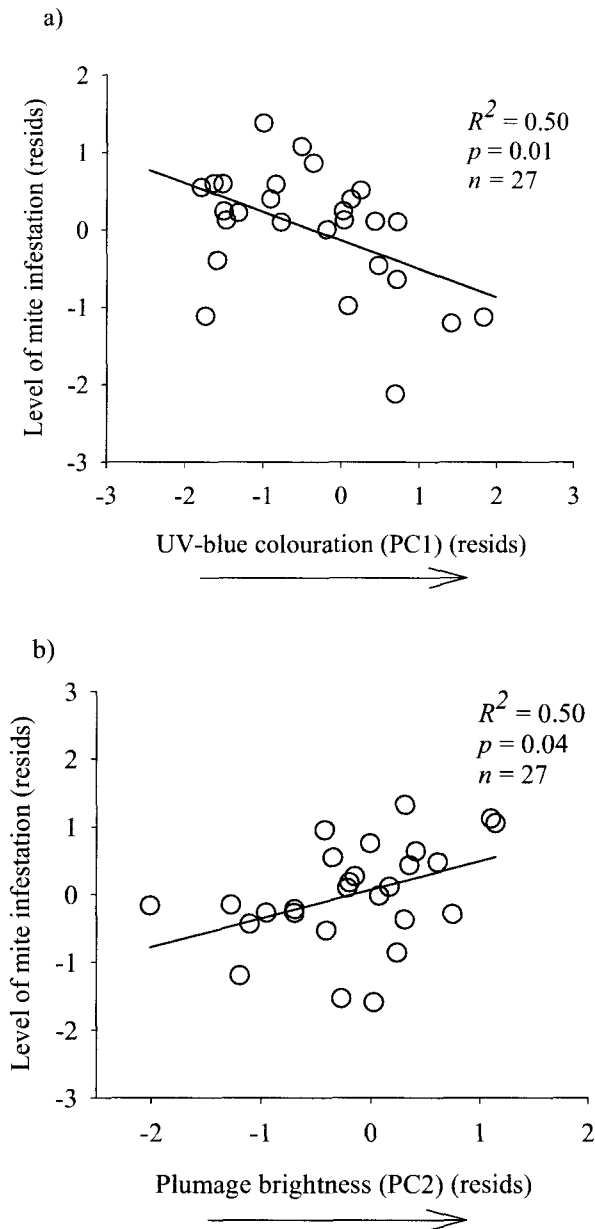 a)
2
1
0
-1
-2
-3
Level of mite infestation (resids)
R² = 0.50
p = 0.01
n = 27
-3 -2 -1 0 1 2 3
UV-blue colouration (PC1) (resids)
b)
3
2
1
0
-1
-2
-3
Level of mite infestation (resids)
R² = 0.50
p = 0.04
n = 27
-2 -1 0 1 2
Plumage brightness (PC2) (resids)